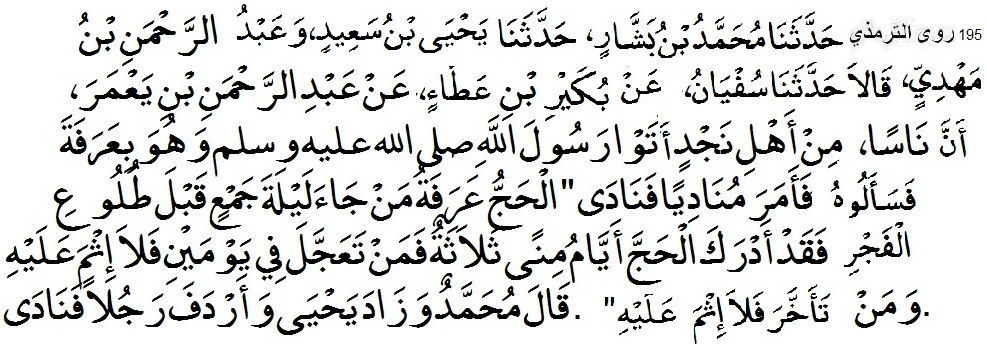 195 روى الترمذي حَدَّثَنَا مُحَمَّدُ بْنُ بَشَّارٍ، حَدَّثَنَا يَحْيَى بْنُ سَعِيدٍ، وَعَبْدُ الرَّحْمَنِ بْنُ
مَهْدِيٍّ، قَالاَ حَدَّثَنَا سُفْيَانُ، عَنْ بُكَيْرِ بْنِ عَطَاءٍ، عَنْ عَبْدِ الرَّحْمَنِ بْنِ يَعْمَرَ،
أَنَّ نَاسًا، مِنْ أَهْلِ نَجْدٍ أَتَوْا رَسُولَ اللَّهِ صلى الله عليه وسلم وَهُوَ بِعَرَفَةَ
فَسَأَلُوهُ فَأَمَرَ مُنَادِيًا فَنَادَى " الْحَجُّ عَرَفَةُ مَنْ جَاءَ لَيْلَةَ جَمْعٍ قَبْلَ طُلُوعِ
الْفَجْرِ فَقَدْ أَدْرَكَ الْحَجَّ أَيَّامُ مِنًى ثَلاَثَةٌ فَمَنْ تَعَجَّلَ فِي يَوْمَيْنِ فَلاَ إِثْمَ عَلَيْهِ
.وَمَنْ تَأَخَّرَ فَلاَ إِثْمَ عَلَيْهِ" .قَالَ مُحَمَّدٌ وَزَادَ يَحْيَى وَأَرْدَفَ رَجُلاً فَنَادَى